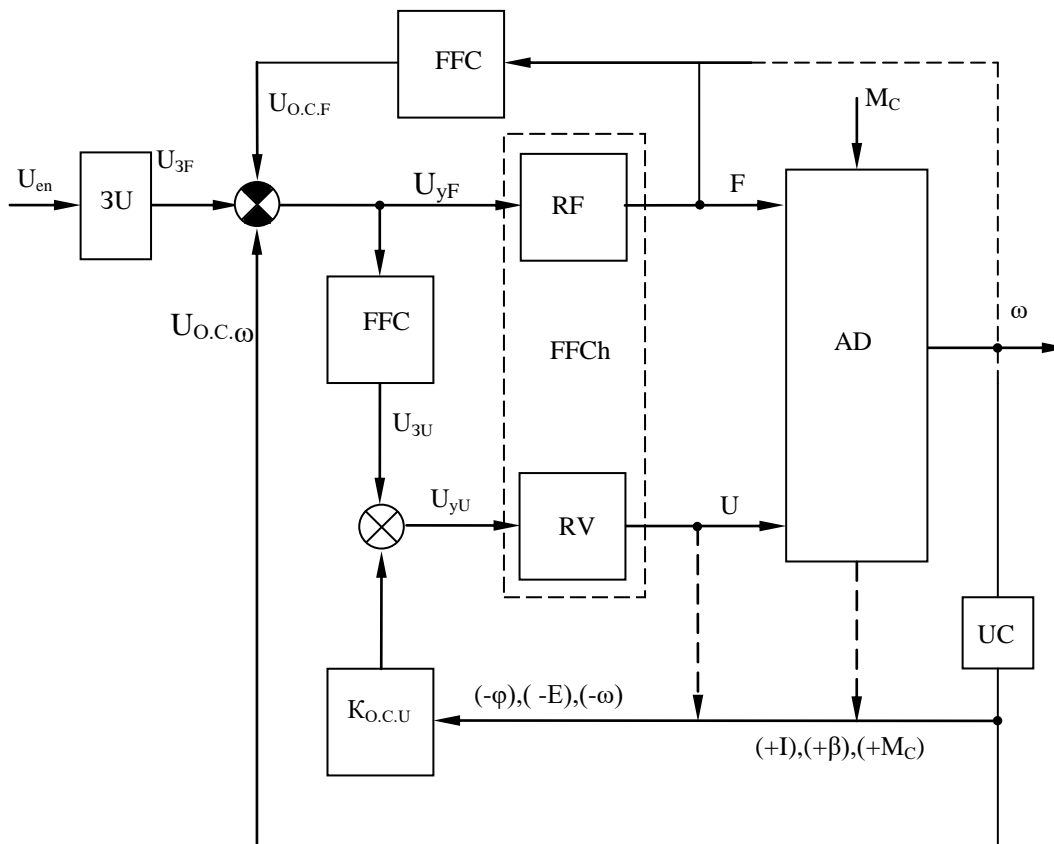 FFC
M_C
U_O.C.F
U_3F
U_en
3U
U_yF
RF
F
FFC
U_O.C.ω
FFCh
AD
ω
U_3U
U_yU
RV
U
UC
(-φ),( -E),(-ω)
K_O.C.U
(+I),(+β),(+M_C)